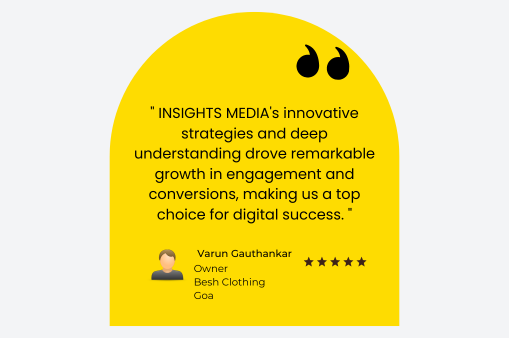 " INSIGHTS MEDIA's innovative
strategies and deep
understanding drove remarkable
growth in engagement and
conversions, making us a top
choice for digital success. "
Varun Gauthankar
Owner
Besh Clothing
Goa